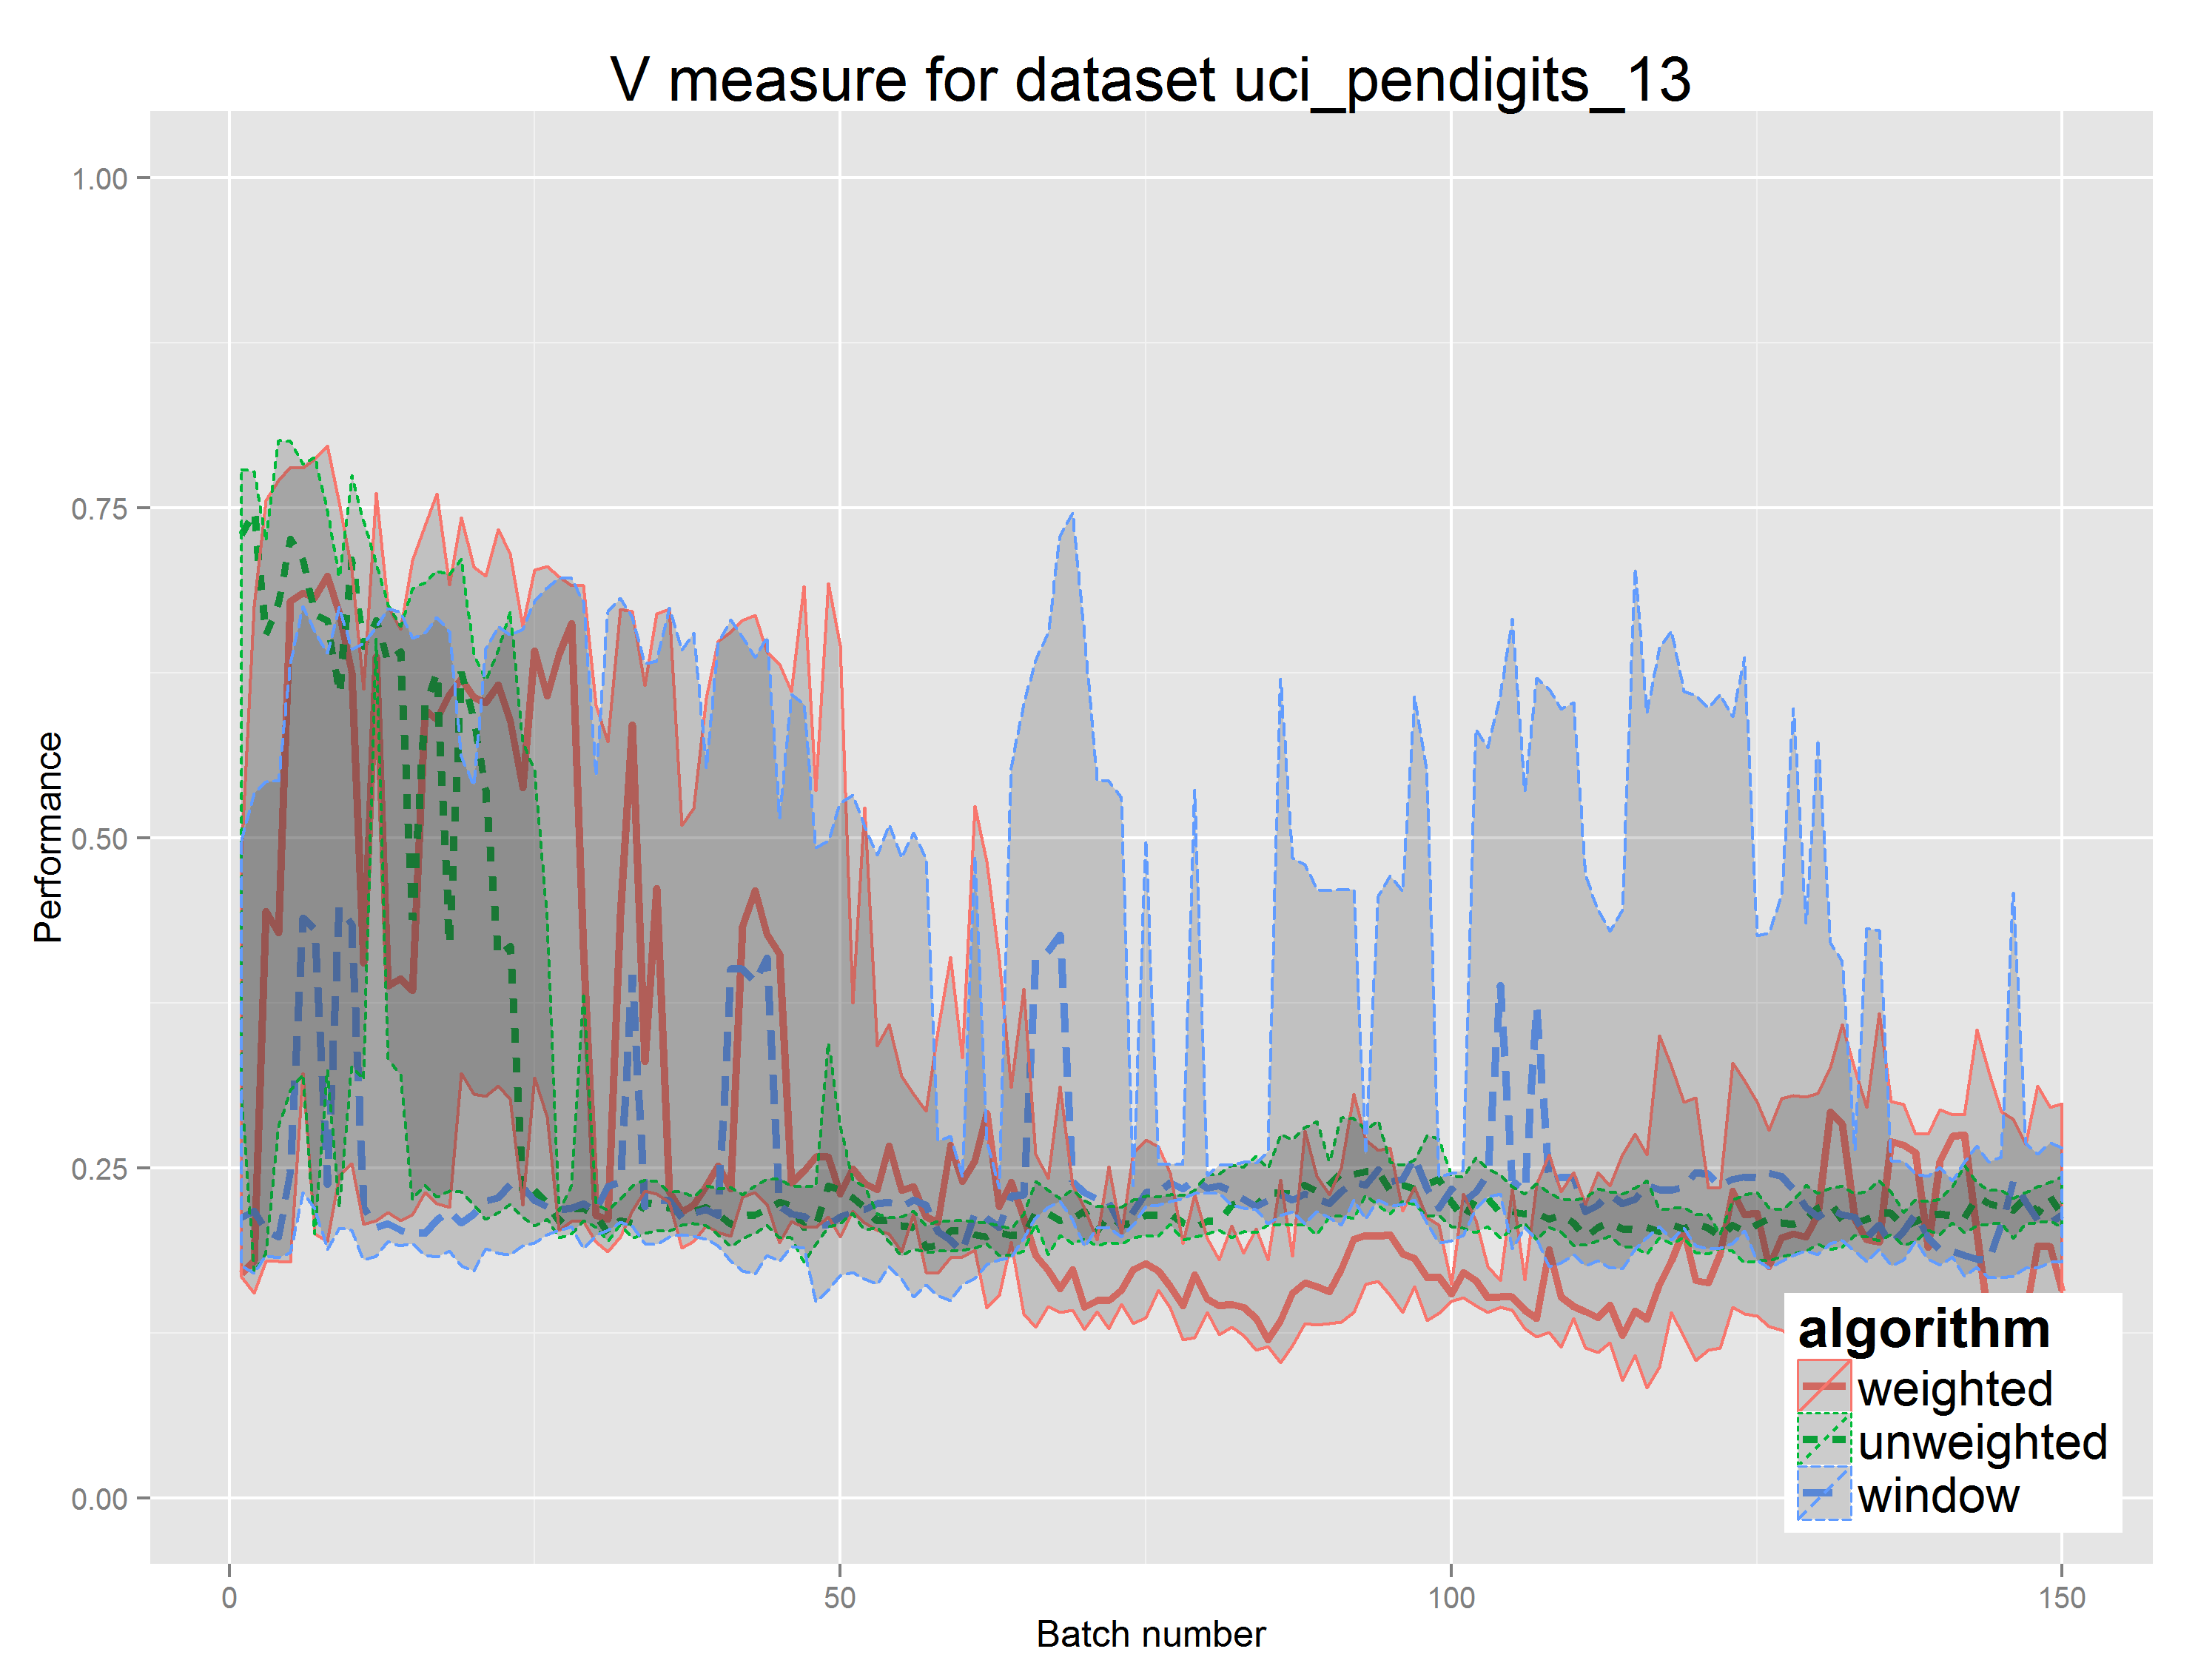 V measure for dataset uci_pendigits_13
1.00
0.75
0.50
0.25
0.00
Performance
0
50
100
150
Batch number
algorithm
weighted
unweighted
window